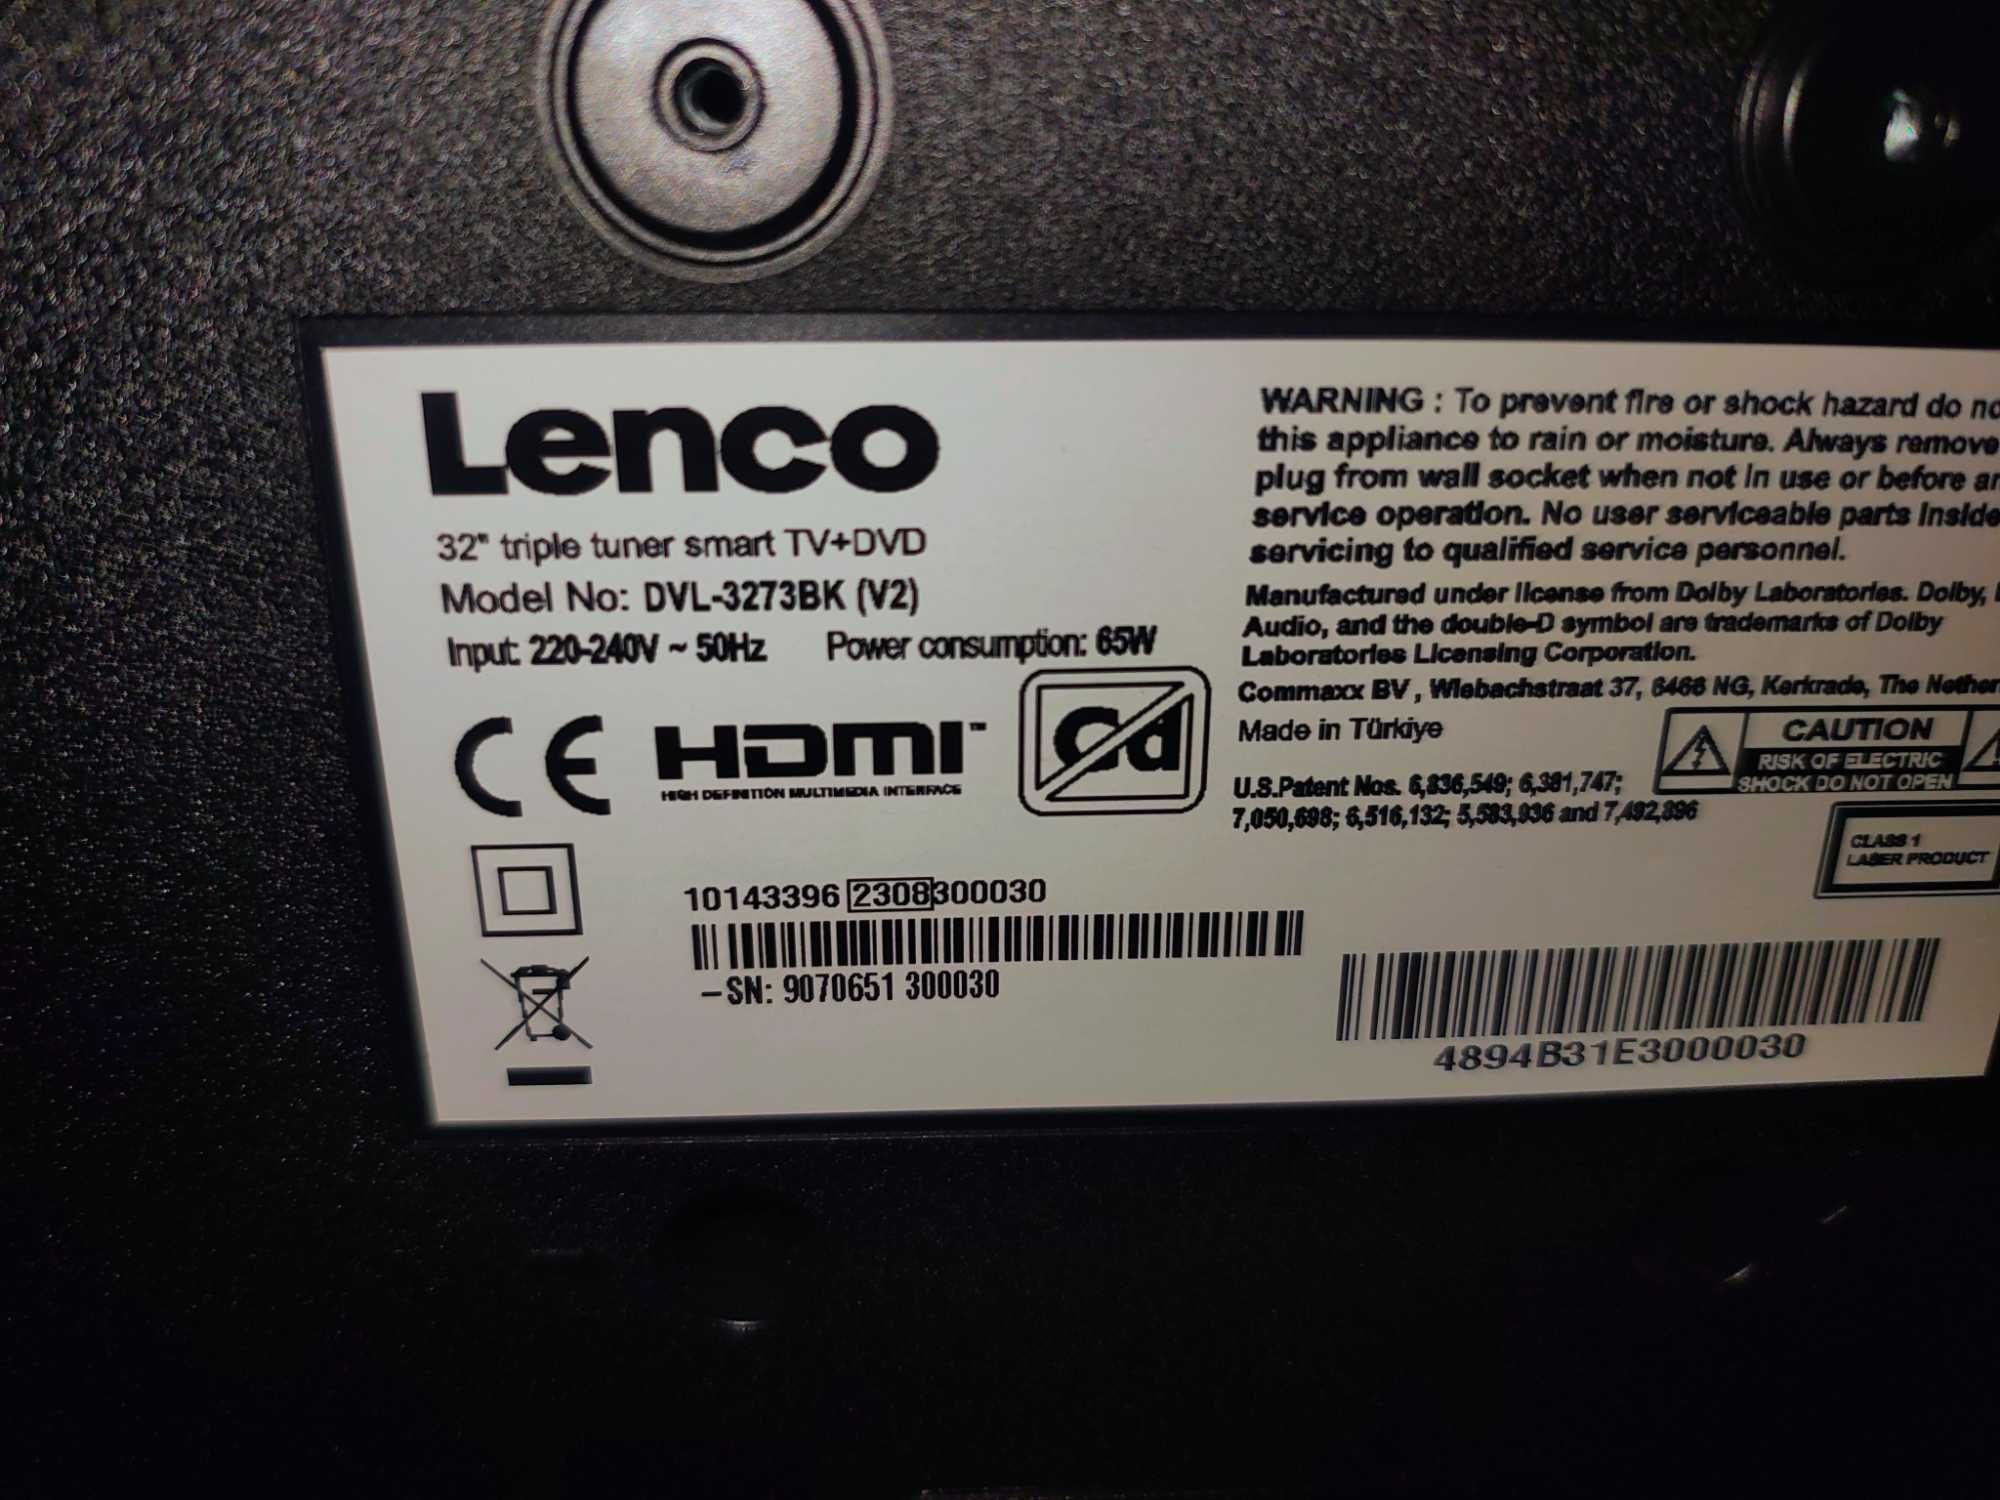 Lenco
32" triple tuner smart TV+DVD
Model No: DVL-3273BK (V2)
Input: 220-240V ~ 50Hz Power consumption: 65W
CE HDMI™ Cd
HIGH DEFINITION MULTIMEDIA INTERFACE
10143396 2308300030
–SN: 9070651 300030
WARNING : To prevent fire or shock hazard do
this appliance to rain or moisture. Always remove
plug from wall socket when not in use or before
service operation. No user serviceable parts inside
servicing to qualified service personnel.
Manufactured under license from Dolby Laboratories. Dolby,
Audio, and the double-D symbol are trademarks of Dolby
Laboratories Licensing Corporation.
Commaxx BV , Wiebachstraat 37, 6466 NG, Kerkrade, The
Made in Türkiye
U.S.Patent Nos. 6,836,549; 6,381,747;
7,050,698; 6,516,132; 5,583,936 and 7,492,896
CAUTION
RISK OF ELECTRIC
SHOCK DO NOT OPEN
CLASS 1
LASER PRODUCT
4894B31E3000030